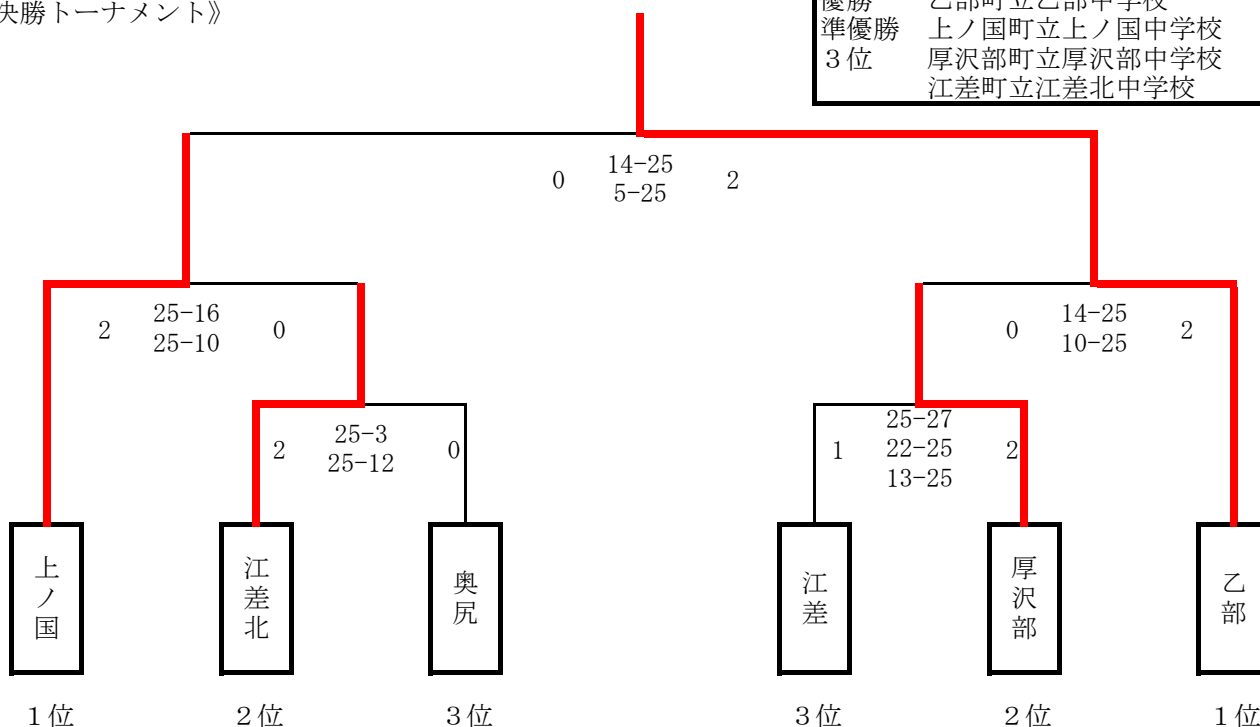 決勝トーナメント》
優勝 乙部町立乙部中学校
準優勝 上ノ国町立上ノ国中学校
３位 厚沢部町立厚沢部中学校
江差町立江差北中学校
0 14-25 2
5-25
2 25-16 0
25-10
0 14-25 2
10-25
2 25-3 0
25-12
1 25-27 2
22-25
13-25
上ノ国
江差北
奥尻
江差
厚沢部
乙部
１位 ２位 ３位 ３位 ２位 １位